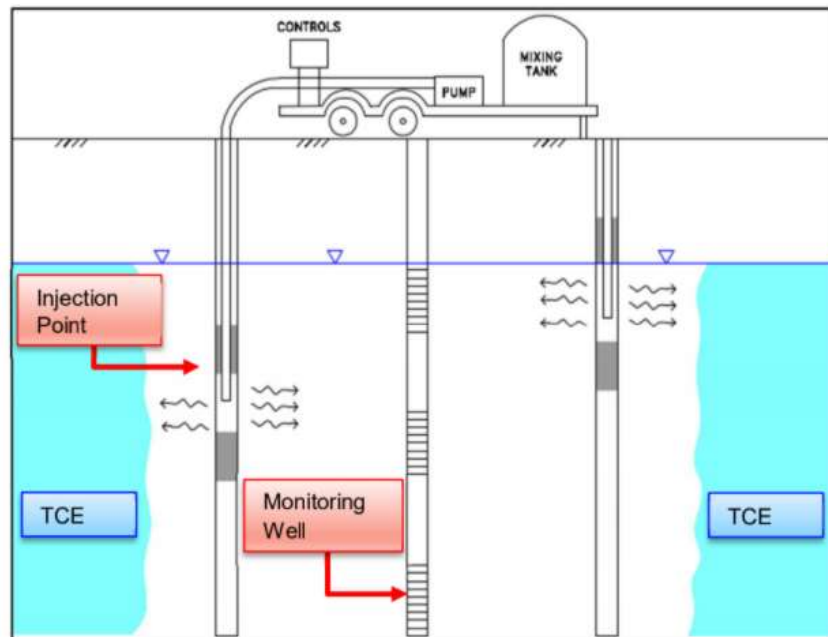 CONTROLS
MIXING
TANK
PUMP
Injection
Point
Monitoring
Well
TCE
TCE